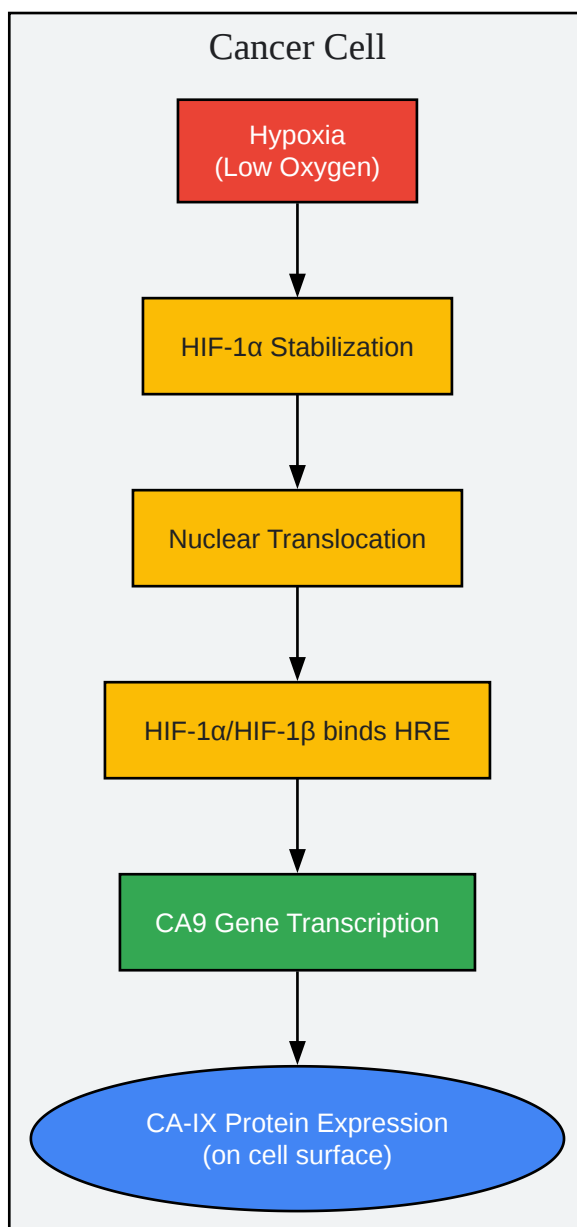 Cancer Cell
Hypoxia
(Low Oxygen)
HIF-1α Stabilization
Nuclear Translocation
HIF-1α/HIF-1β binds HRE
CA9 Gene Transcription
CA-IX Protein Expression
(on cell surface)